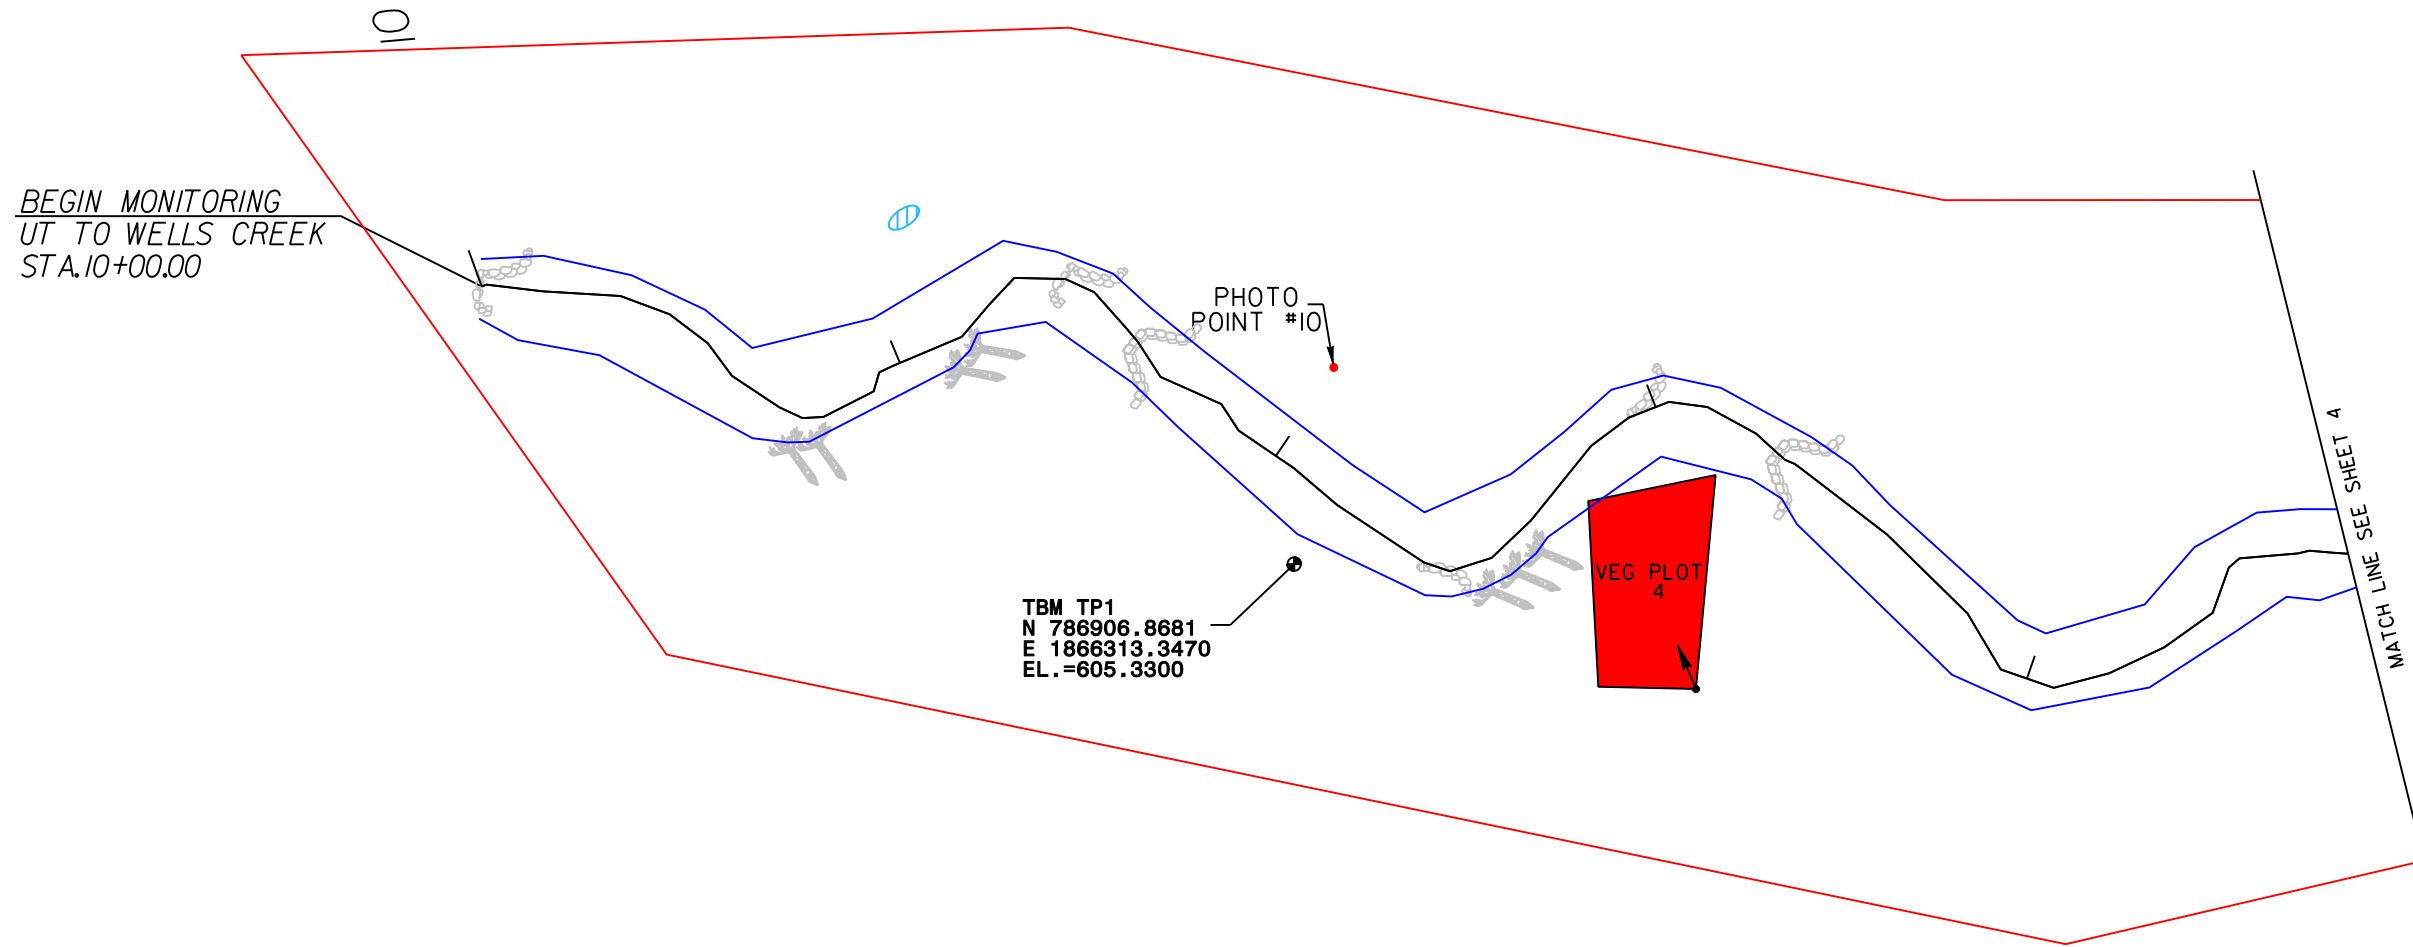 10
BEGIN MONITORING
UT TO WELLS CREEK
STA.10+00.00
PHOTO
POINT #10
TBM TP1
N 786906.8681
E 1866313.3470
EL.=605.3300
VEG PLOT
4
MATCH LINE SEE SHEET 4